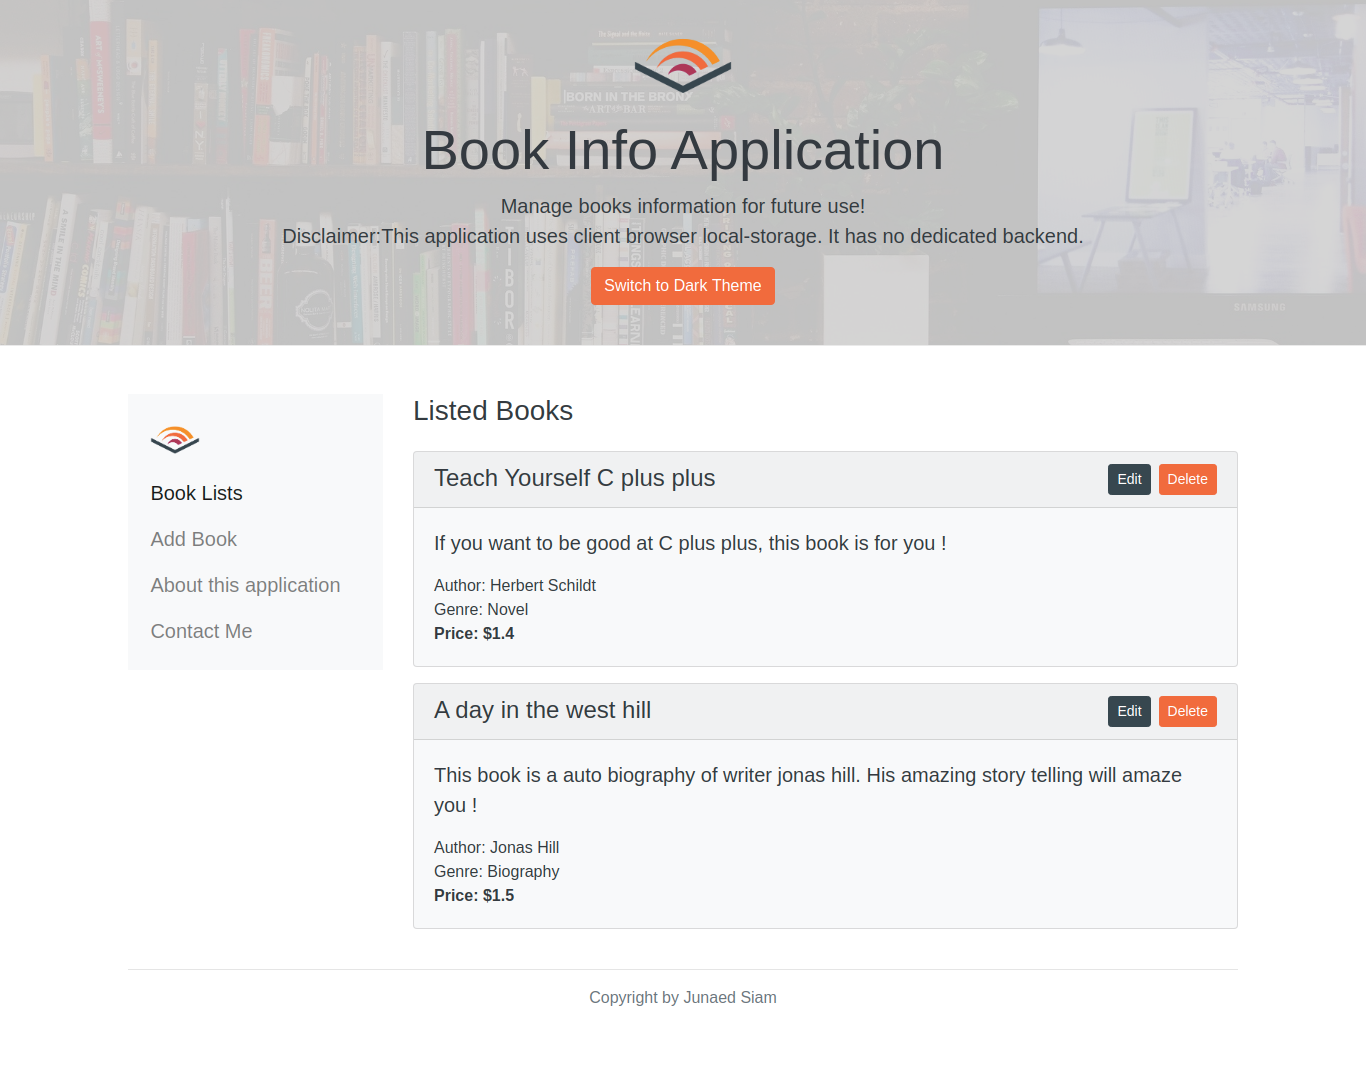 Book Info Application
Manage books information for future use!
Disclaimer:This application uses client browser local-storage. It has no dedicated backend.
Switch to Dark Theme
BORN IN THE BRONX
SAMSUNG
Book Lists
Add Book
About this application
Contact Me
Listed Books
Teach Yourself C plus plus
Edit
Delete
If you want to be good at C plus plus, this book is for you !
Author: Herbert Schildt
Genre: Novel
Price: $1.4
A day in the west hill
Edit
Delete
This book is a auto biography of writer jonas hill. His amazing story telling will amaze
you !
Author: Jonas Hill
Genre: Biography
Price: $1.5
Copyright by Junaed Siam